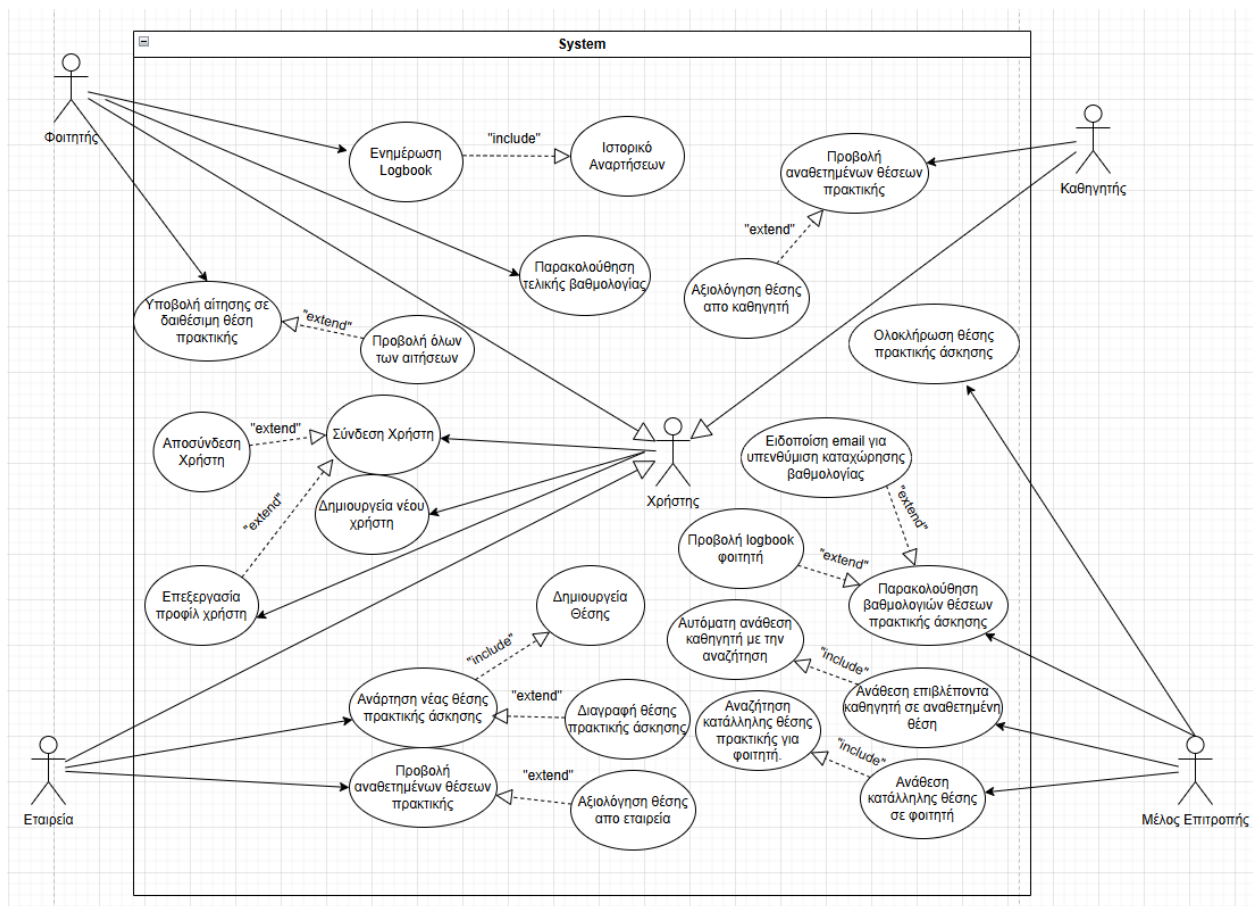 System
Φοιτητής
Ενημέρωση
Logbook
"include"
Ιστορικό
Αναρτήσεων
Προβολή
αναθετημένων θέσεων
πρακτικής
Καθηγητής
"extend"
Παρακολούθηση
τελικής βαθμολογίας
Αξιολόγηση θέσης
απο καθηγητή
Υποβολή αίτησης σε
δαιθέσιμη θέση
πρακτικής
"extend"
Προβολή όλων
των αιτήσεων
Ολοκλήρωση θέσης
πρακτικής άσκησης
Αποσύνδεση
Χρήστη
"extend"
Σύνδεση Χρήστη
Χρήστης
Ειδοποίση email για
υπενθύμιση καταχώρησης
βαθμολογίας
"extend"
Δημιουργεία νέου
χρήστη
"extend"
Προβολή logbook
φοιτητή
"extend"
Επεξεργασία
προφίλ χρήστη
Δημιουργεία
Θέσης
Παρακολούθηση
βαθμολογιών θέσεων
πρακτικής άσκησης
Αυτόματη ανάθεση
καθηγητή με την
αναζήτηση
"include"
"include"
Ανάρτηση νέας θέσης
πρακτικής άσκησης
"extend"
Διαγραφή θέσης
πρακτικής άσκησης
Αναζήτηση
κατάλληλης θέσης
πρακτικής για
φοιτητή.
Ανάθεση επιβλέποντα
καθηγητή σε αναθετημένη
θέση
"include"
Προβολή
αναθετημένων θέσεων
πρακτικής
"extend"
Αξιολόγηση θέσης
απο εταιρεία
Ανάθεση
κατάλληλης θέσης
σε φοιτητή
Εταιρεία
Μέλος Επιτροπής